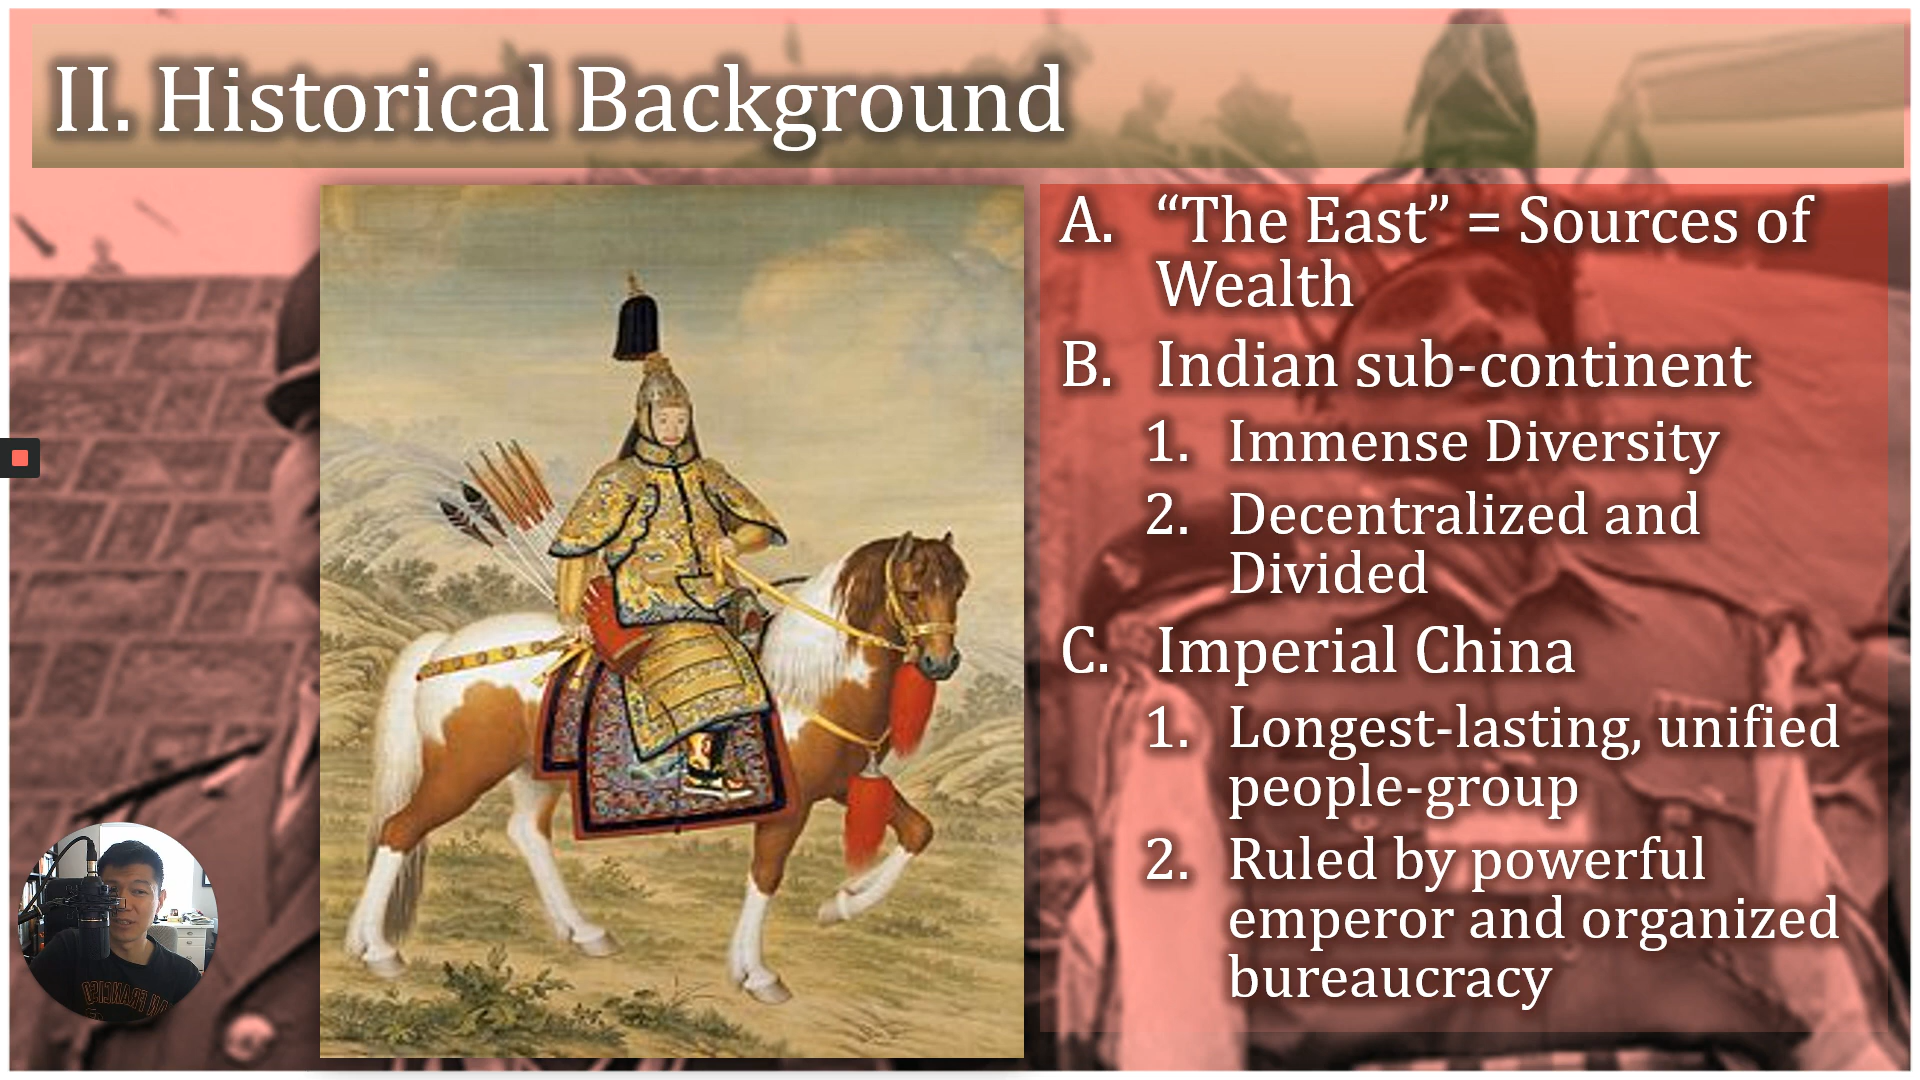 II. Historical Background
A. “The East” = Sources of
Wealth
B. Indian sub-continent
1. Immense Diversity
2. Decentralized and
Divided
C. Imperial China
1. Longest-lasting, unified
people-group
2. Ruled by powerful
emperor and organized
bureaucracy